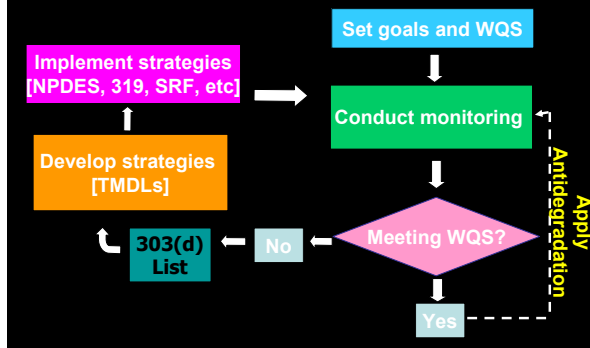 Set goals and WQS
Implement strategies
[NPDES, 319, SRF, etc]
Conduct monitoring
Develop strategies
[TMDLs]
Meeting WQS?
No
303(d)
List
Yes
Apply
Antidegradation